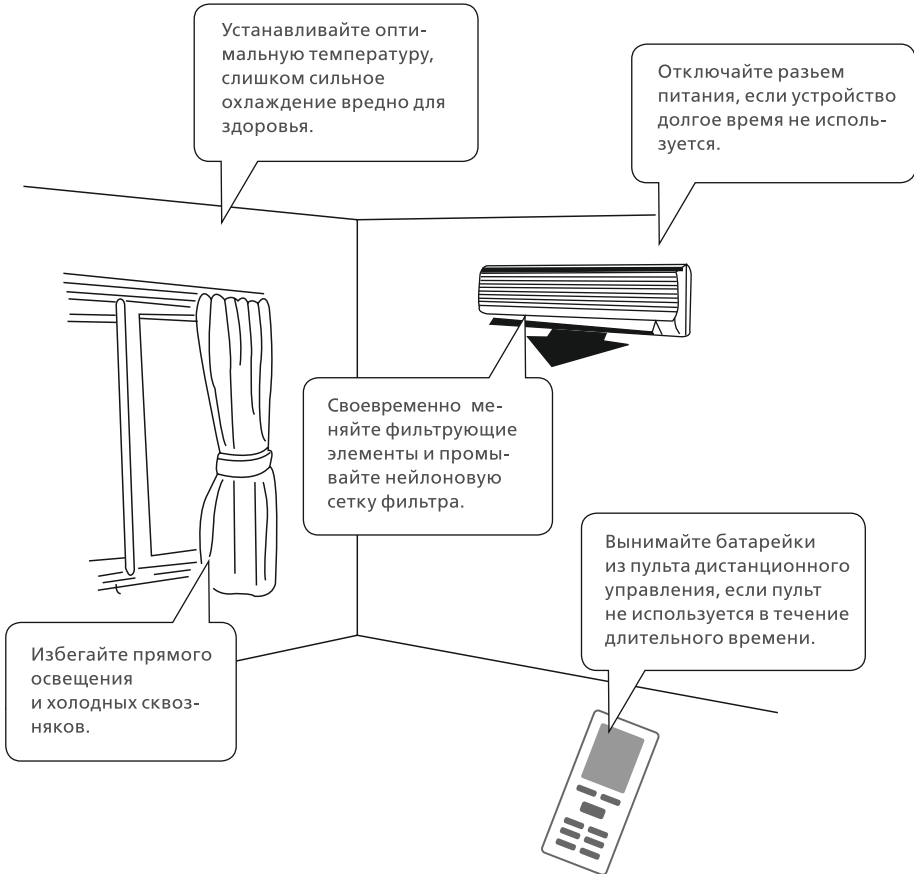 Устанавливайте опти-
мальную температуру,
слишком сильное
охлаждение вредно для
здоровья.
Отключайте разьем
питания, если устройство
долгое время не исполь-
зуется.
Своевременно ме-
няйте фильтрующие
элементы и промы-
вайте нейлоновую
сетку фильтра.
Вынимайте батарейки
из пульта дистанционного
управления, если пульт
не используется в течение
длительного времени.
Избегайте прямого
освещения
и холодных сквоз-
няков.